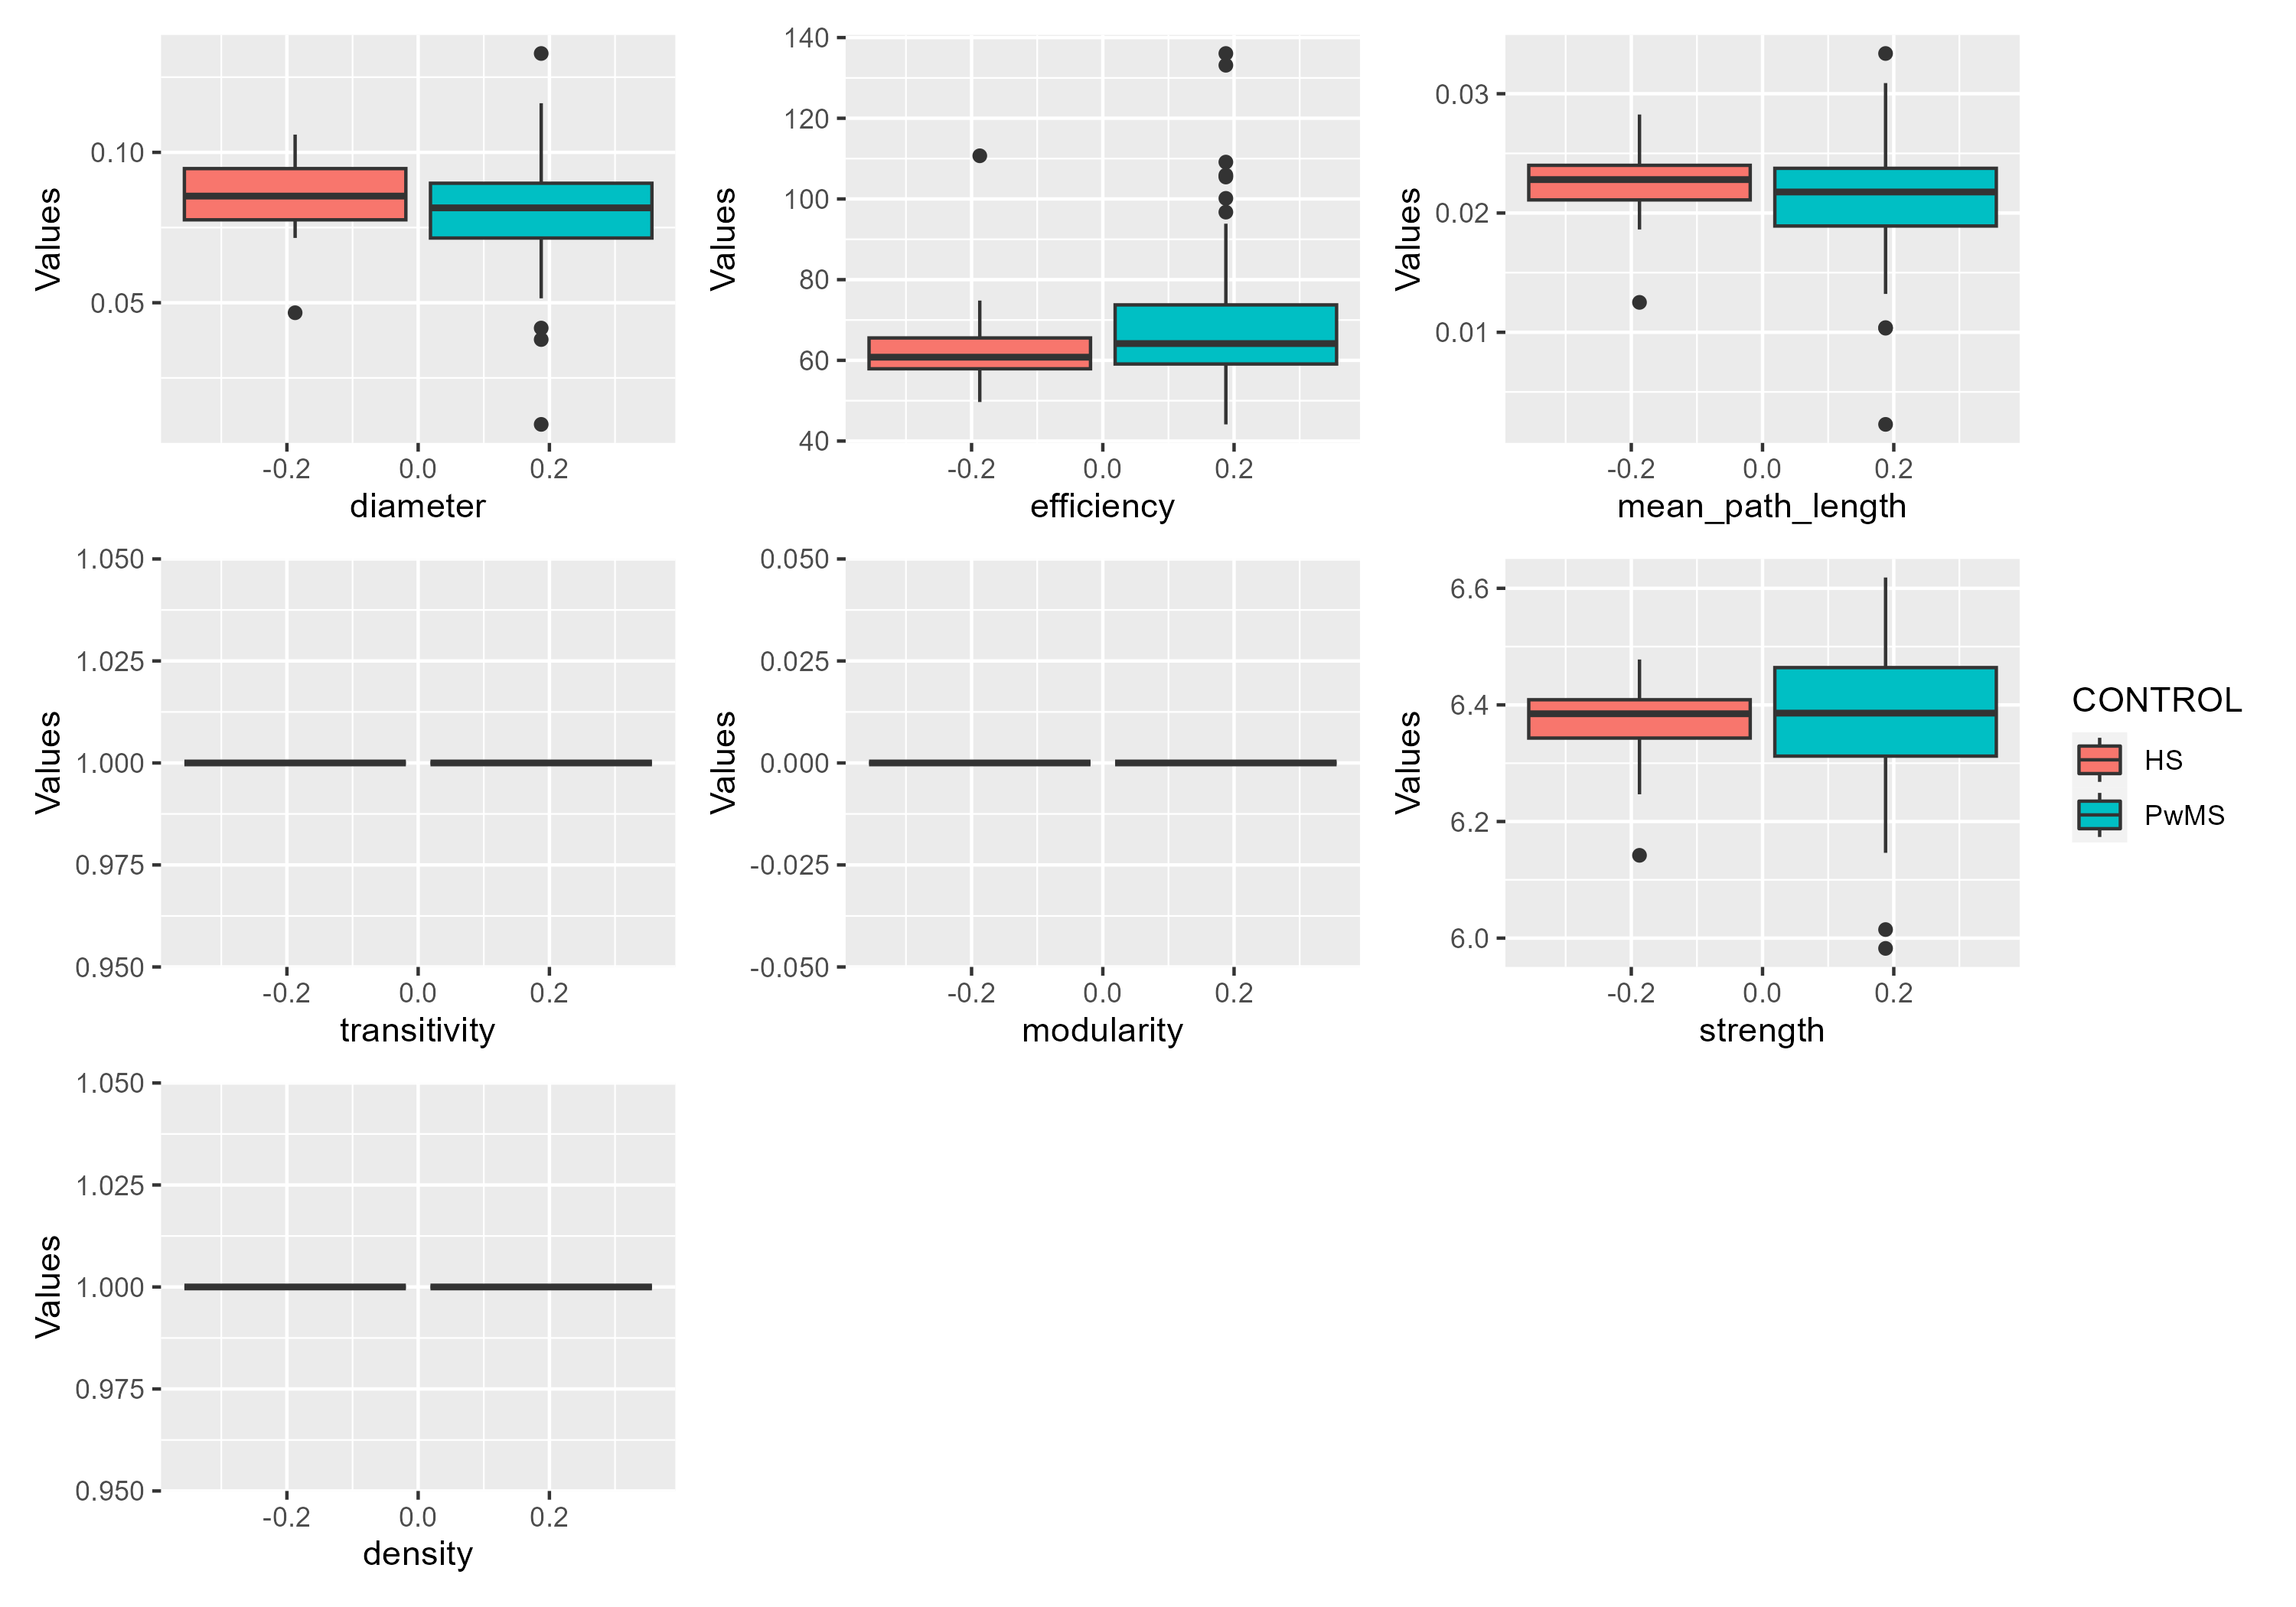 Values
0.10
0.05
-0.2 0.0 0.2
diameter
Values
140
120
100
80
60
40
-0.2 0.0 0.2
efficiency
Values
0.03
0.02
0.01
-0.2 0.0 0.2
mean_path_length
Values
1.050
1.025
1.000
0.975
0.950
-0.2 0.0 0.2
transitivity
Values
0.050
0.025
0.000
-0.025
-0.050
-0.2 0.0 0.2
modularity
Values
6.6
6.4
6.2
6.0
-0.2 0.0 0.2
strength
CONTROL
HS
PwMS
Values
1.050
1.025
1.000
0.975
0.950
-0.2 0.0 0.2
density